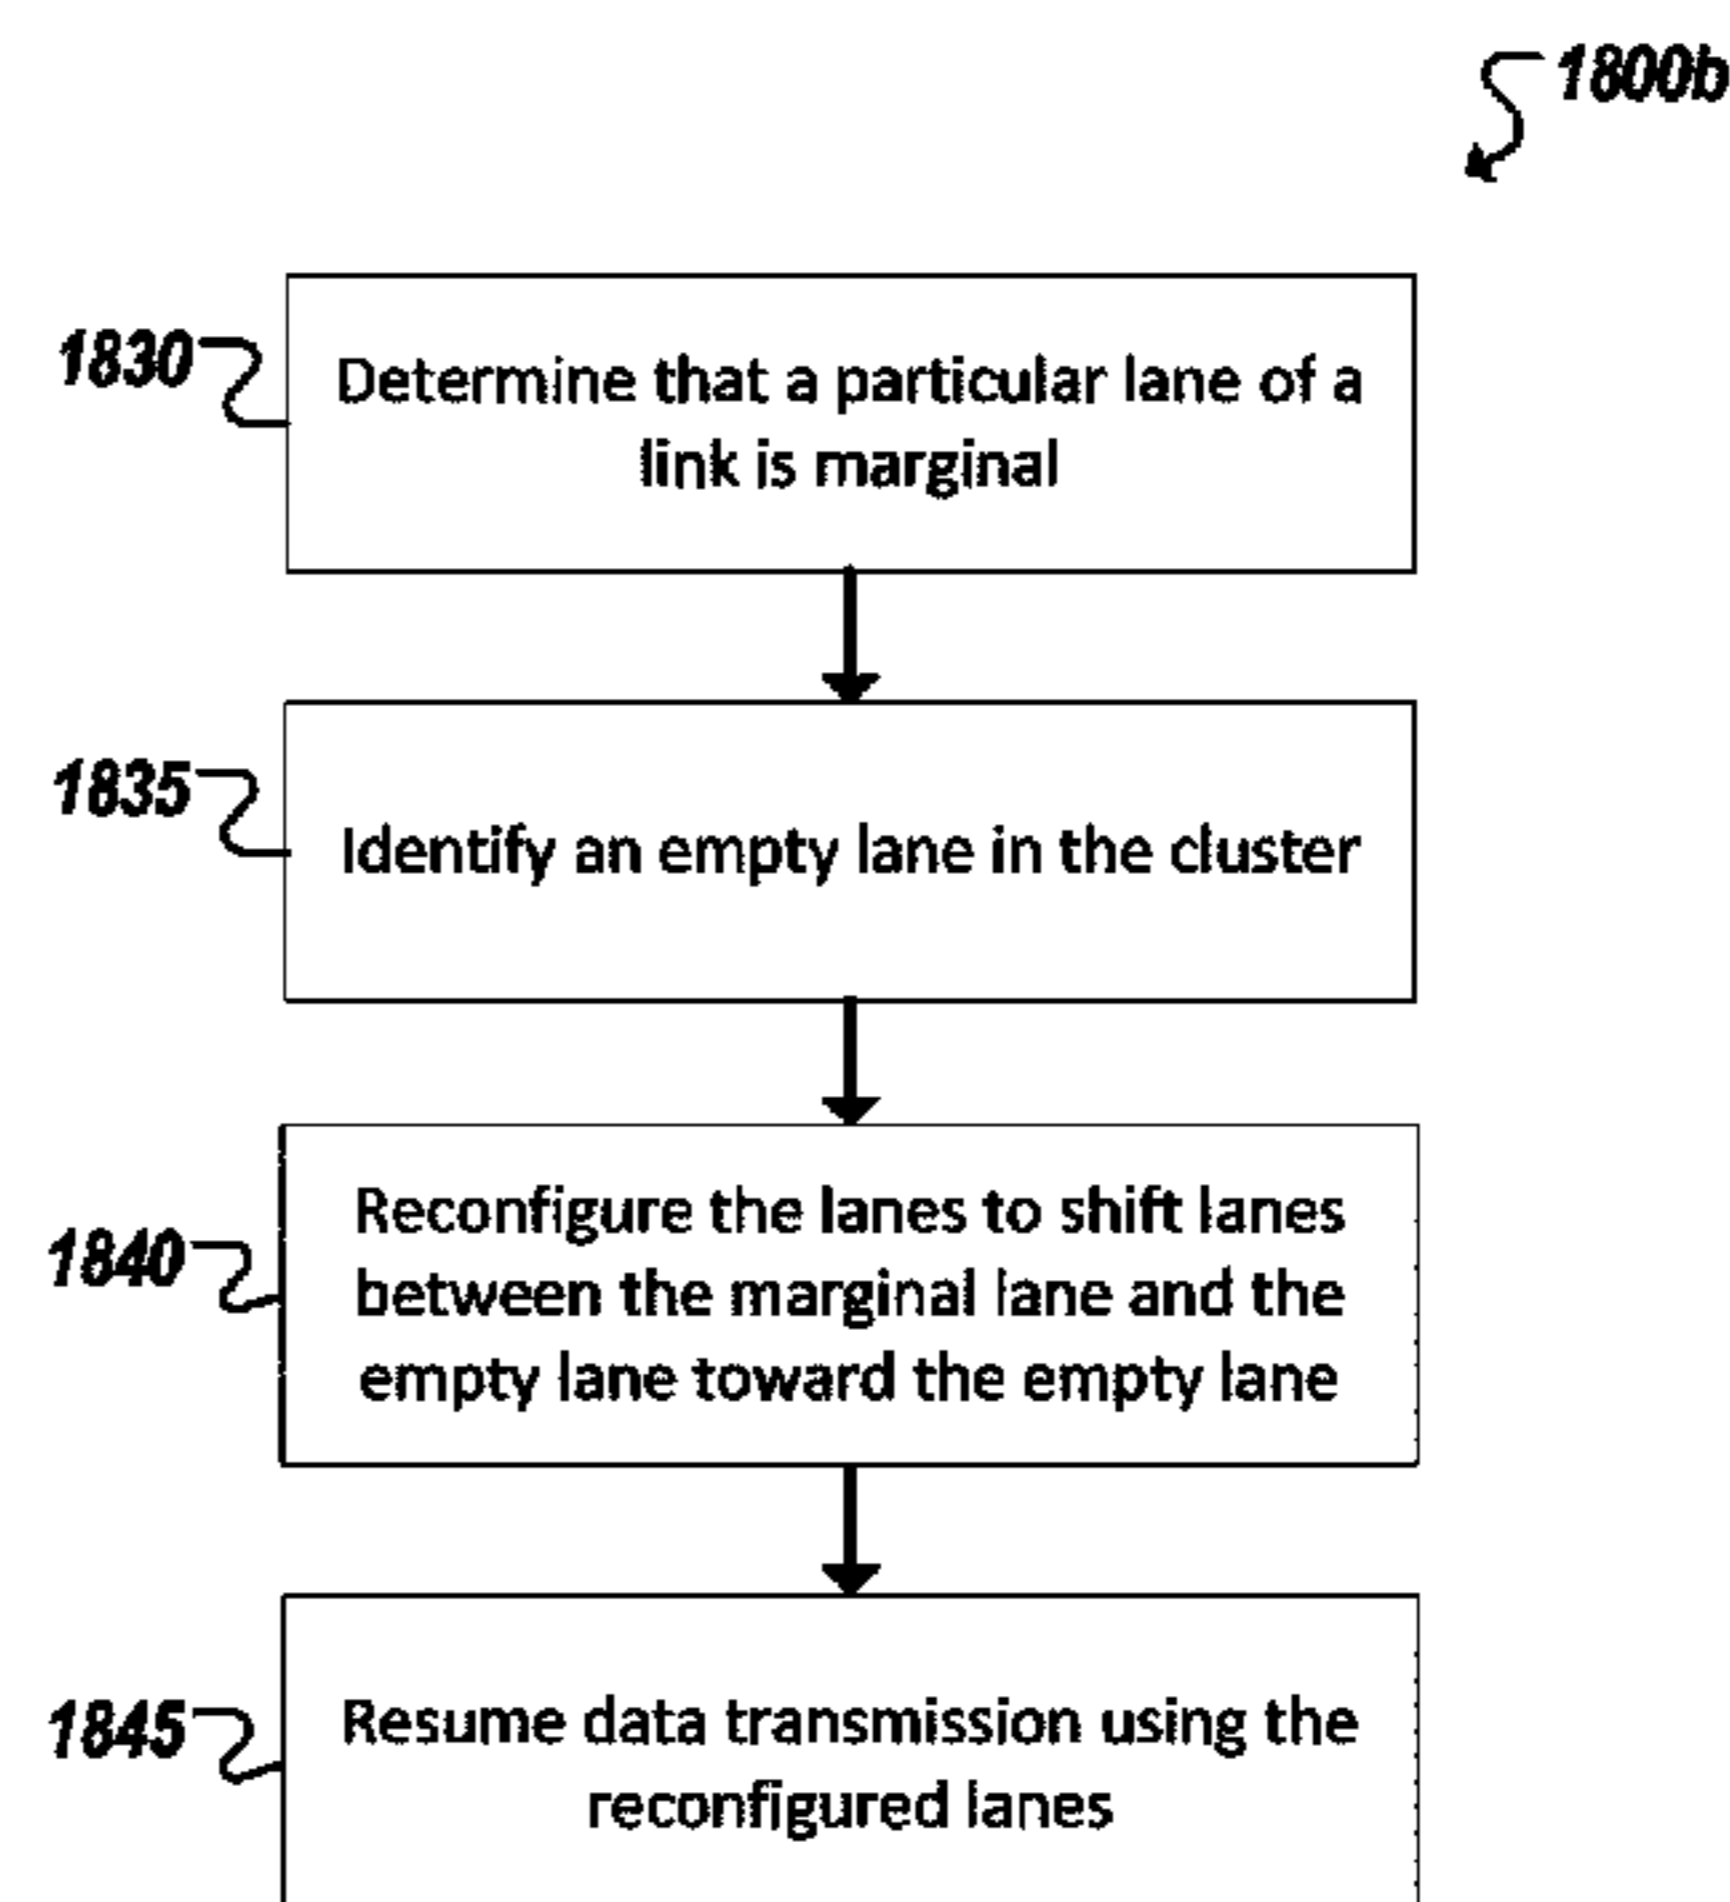 1800b
1830
Determine that a particular lane of a
link is marginal
1835
Identify an empty lane in the cluster
1840
Reconfigure the lanes to shift lanes
between the marginal lane and the
empty lane toward the empty lane
1845
Resume data transmission using the
reconfigured lanes